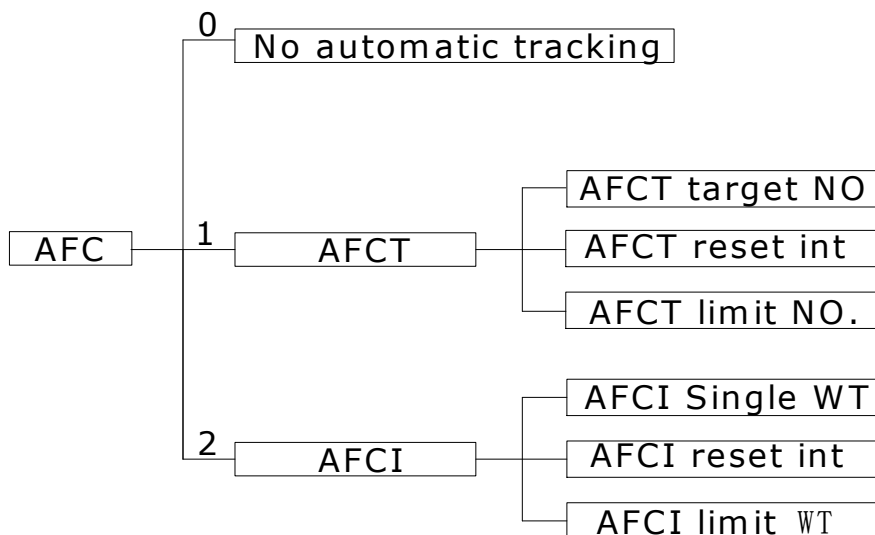 0
No automatic tracking
AFC
1
AFCT
AFCT target NO
AFCT reset int
AFCT limit NO.
2
AFCI
AFCI Single WT
AFCI reset int
AFCI limit WT